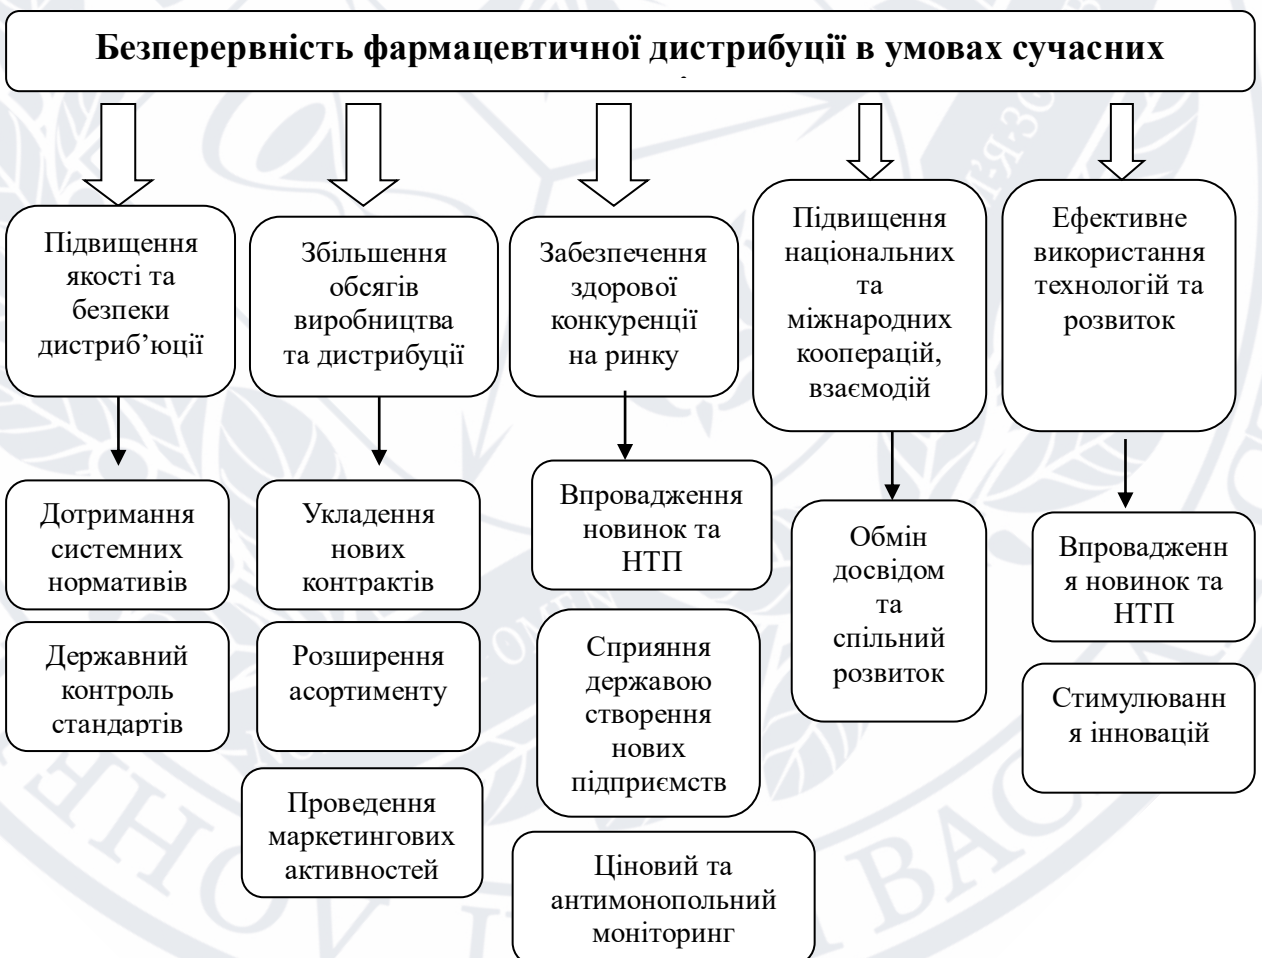 Безперервність фармацевтичної дистрибуції в умовах сучасних
Підвищення
якості та
безпеки
дистриб’юції
Збільшення
обсягів
виробництва
та дистрибуції
Забезпечення
здорової
конкуренції
на ринку
Підвищення
національних
та
міжнародних
кооперацій,
взаємодій
Ефективне
використання
технологій та
розвиток
Дотримання
системних
нормативів
Державний
контроль
стандартів
Укладення
нових
контрактів
Розширення
асортименту
Проведення
маркетингових
активностей
Впровадження
новинок та
НТП
Сприяння
державою
створення
нових
підприємств
Ціновий та
антимонопольний
моніторинг
Обмін
досвідом
та
спільний
розвиток
Впровадженн
я новинок та
НТП
Стимулюванн
я інновацій
OMEN